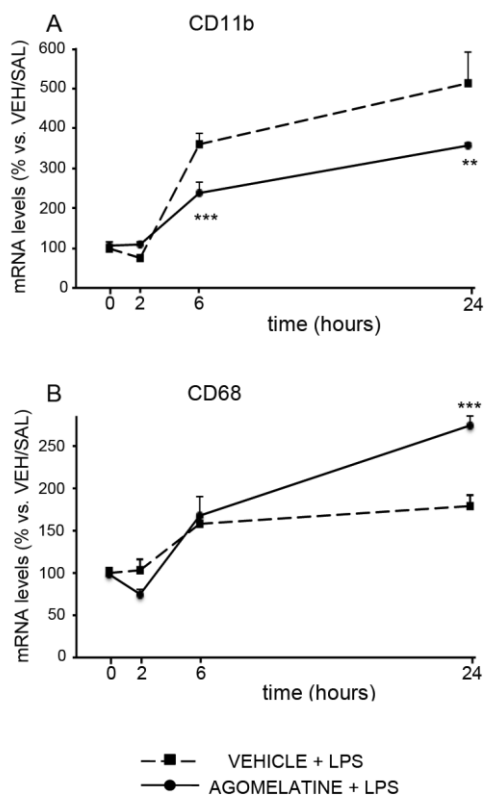 A CD11b
mRNA levels (% vs. VEH/SAL)
600
500
400
300
200
100
0
***
**
0 2 6 24
time (hours)
B CD68
mRNA levels (% vs. VEH/SAL)
250
200
150
100
50
0
***
0 2 6 24
time (hours)
VEHICLE + LPS
AGOMELATINE + LPS